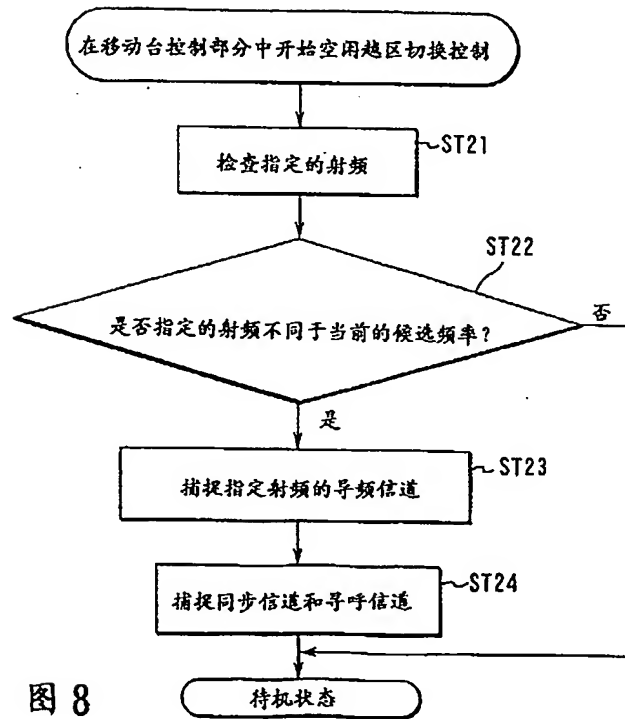 在移动台控制部分中开始空闲越区切换控制
ST21
检查指定的射频
ST22
是否指定的射频不同于当前的候选频率?
否
是
ST23
捕捉指定射频的导频信道
ST24
捕捉同步信道和寻呼信道
待机状态
图 8